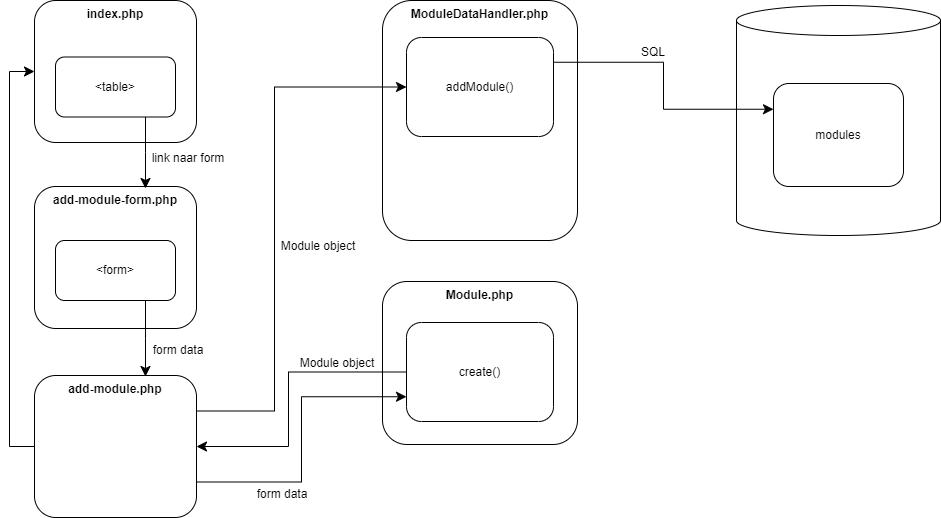 index.php
<table>
link naar form
add-module-form.php
<form>
form data
add-module.php
ModuleDataHandler.php
addModule()
SQL
modules
Module object
Module.php
Module object
create()
form data